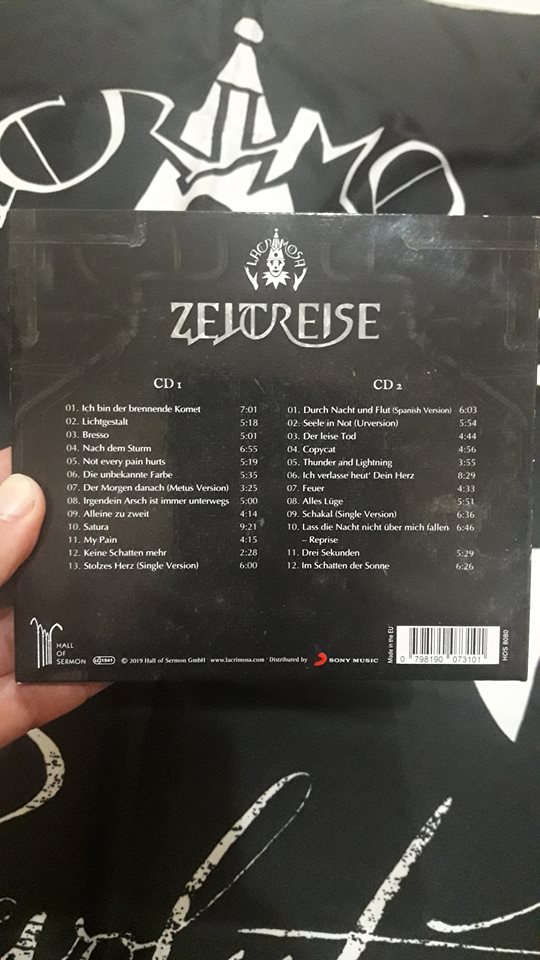 LACRIMOSA
ZEITREISE
CD 1
01. Ich bin der brennende Komet 7:01
02. Lichtgestalt 5:18
03. Bresso 5:01
04. Nach dem Sturm 6:55
05. Not every pain hurts 5:19
06. Die unbekannte Farbe 5:35
07. Der Morgen danach (Metus Version) 3:25
08. Irgendein Arsch ist immer unterwegs 5:00
09. Alleine zu zweit 4:14
10. Satura 9:21
11. My Pain 4:15
12. Keine Schatten mehr 2:28
13. Stolzes Herz (Single Version) 6:00
CD 2
01. Durch Nacht und Flut (Spanish Version) 6:03
02. Seele in Not (Urversion) 5:54
03. Der leise Tod 4:44
04. Copycat 4:56
05. Thunder and Lightning 3:55
06. Ich verlasse heut' Dein Herz 8:29
07. Feuer 4:33
08. Alles Lüge 5:51
09. Schakal (Single Version) 6:36
10. Lass die Nacht nicht über mich fallen 6:46
– Reprise
11. Drei Sekunden 5:29
12. Im Schatten der Sonne 6:26
HALL
OF
SERMON
© 2019 Hall of Sermon GmbH · www.lacrimosa.com · Distributed by SONY MUSIC
Made in the EU
0 798190 073101
HOS 8080